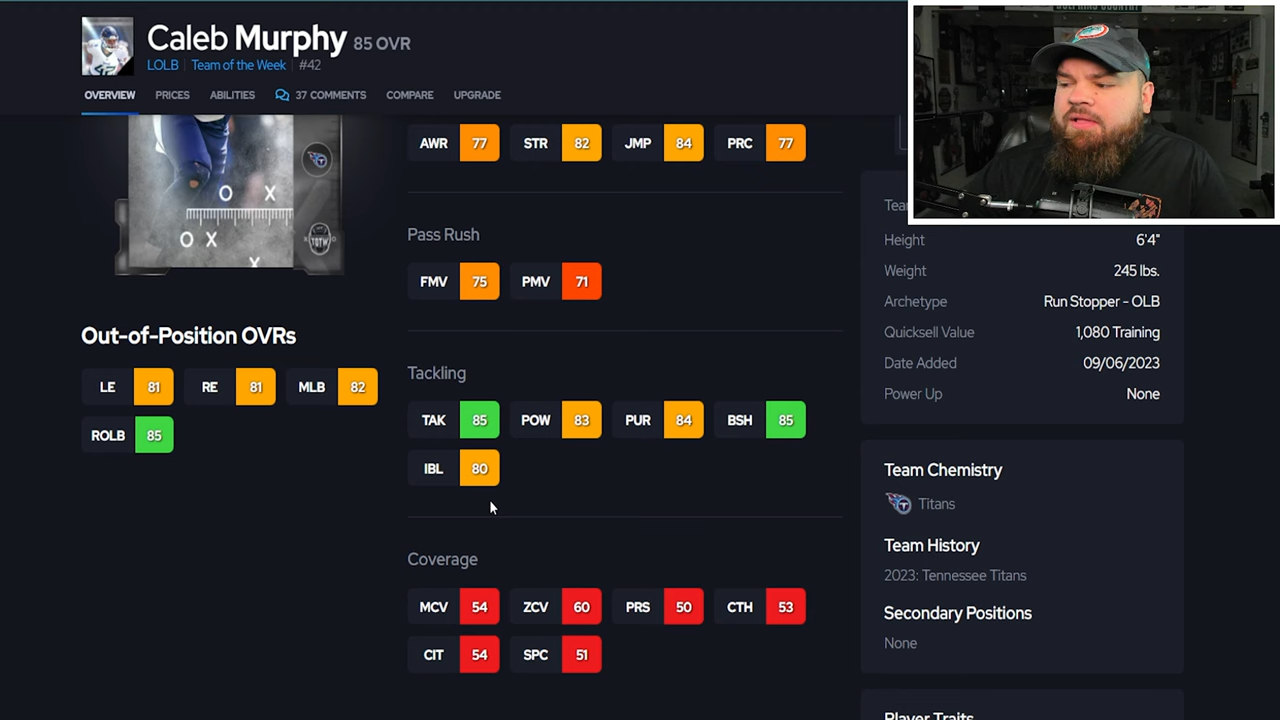 DOLPHINS COUNTRY
Caleb Murphy 85 OVR
LOLB Team of the Week #42
OVERVIEW PRICES ABILITIES 37 COMMENTS COMPARE UPGRADE
AWR 77 STR 82 JMP 84 PRC 77
Pass Rush
FMV 75 PMV 71
Tackling
TAK 85 POW 83 PUR 84 BSH 85
IBL 80
Coverage
MCV 54 ZCV 60 PRS 50 CTH 53
CIT 54 SPC 51
O X
O X
X
TOTW
Out-of-Position OVRs
LE 81 RE 81 MLB 82
ROLB 85
Height 6'4"
Weight 245 lbs.
Archetype Run Stopper - OLB
Quicksell Value 1,080 Training
Date Added 09/06/2023
Power Up None
Team Chemistry
Titans
Team History
2023: Tennessee Titans
Secondary Positions
None
Player Traits